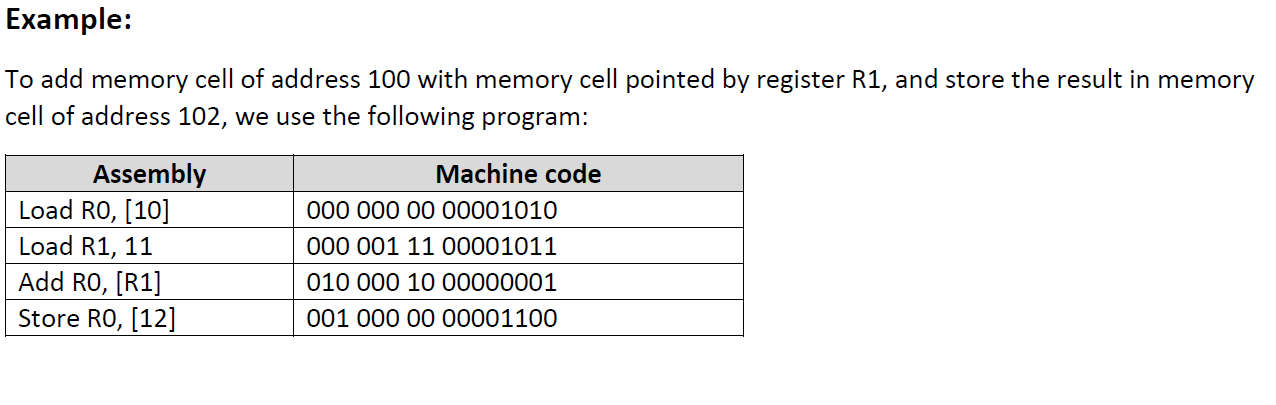 Example:
To add memory cell of address 100 with memory cell pointed by register R1, and store the result in memory
cell of address 102, we use the following program:
Assembly Machine code
Load R0, [10] 000 000 00 00001010
Load R1, 11 000 001 11 00001011
Add R0, [R1] 010 000 10 00000001
Store R0, [12] 001 000 00 00001100